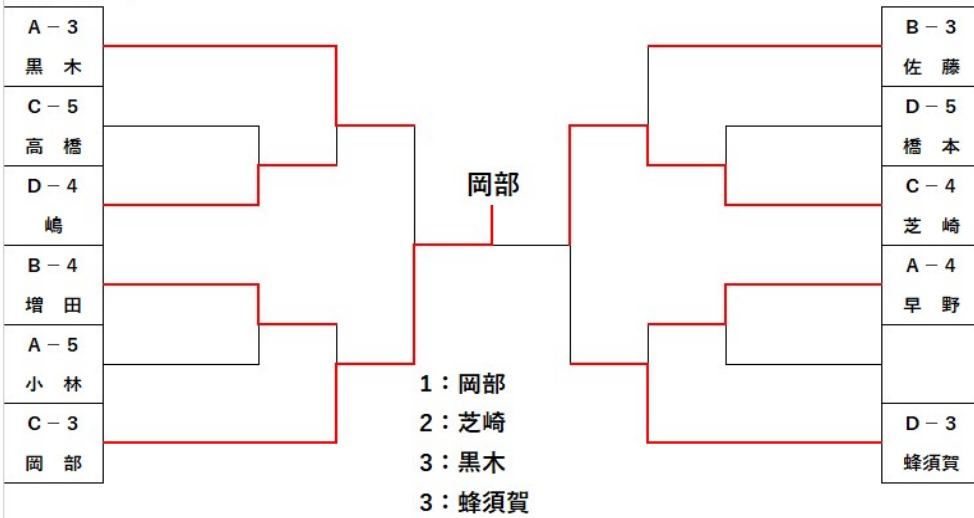 A－3
黒　木
C－5
高　橋
D－4
嶋
B－4
増　田
A－5
小　林
C－3
岡　部
岡部
1：岡部
2：芝崎
3：黒木
3：蜂須賀
B－3
佐　藤
D－5
橋　本
C－4
芝　崎
A－4
早　野
D－3
蜂須賀